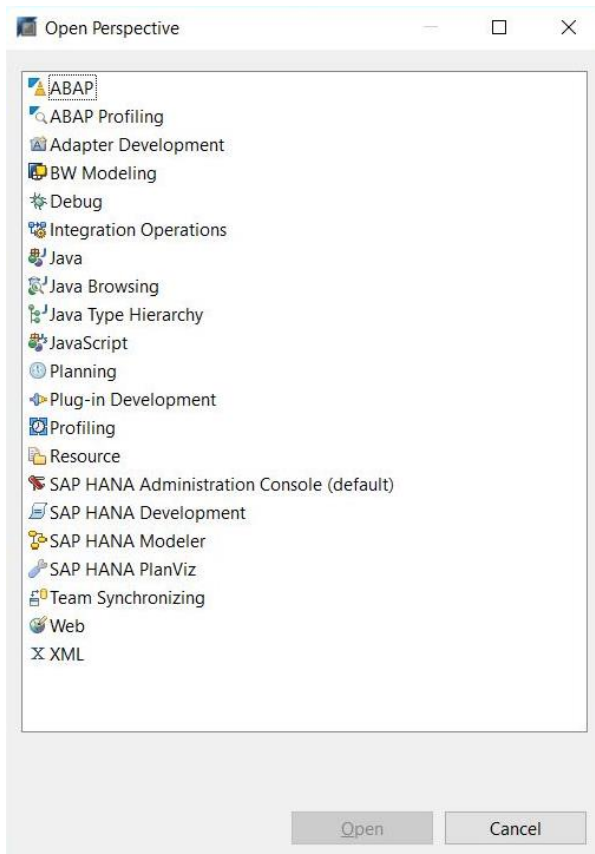 Open Perspective
ABAP
ABAP Profiling
Adapter Development
BW Modeling
Debug
Integration Operations
Java
Java Browsing
Java Type Hierarchy
JavaScript
Planning
Plug-in Development
Profiling
Resource
SAP HANA Administration Console (default)
SAP HANA Development
SAP HANA Modeler
SAP HANA PlanViz
Team Synchronizing
Web
X XML
Open Cancel